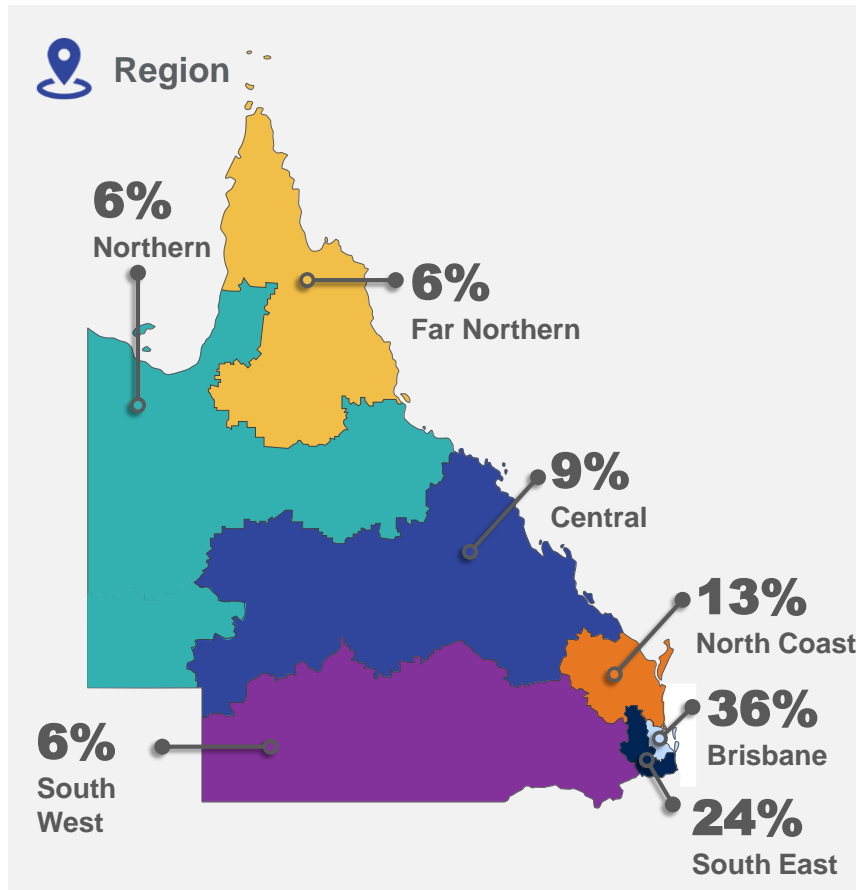 Region
6%
Northern
6%
Far Northern
9%
Central
13%
North Coast
36%
Brisbane
24%
South East
6%
South
West